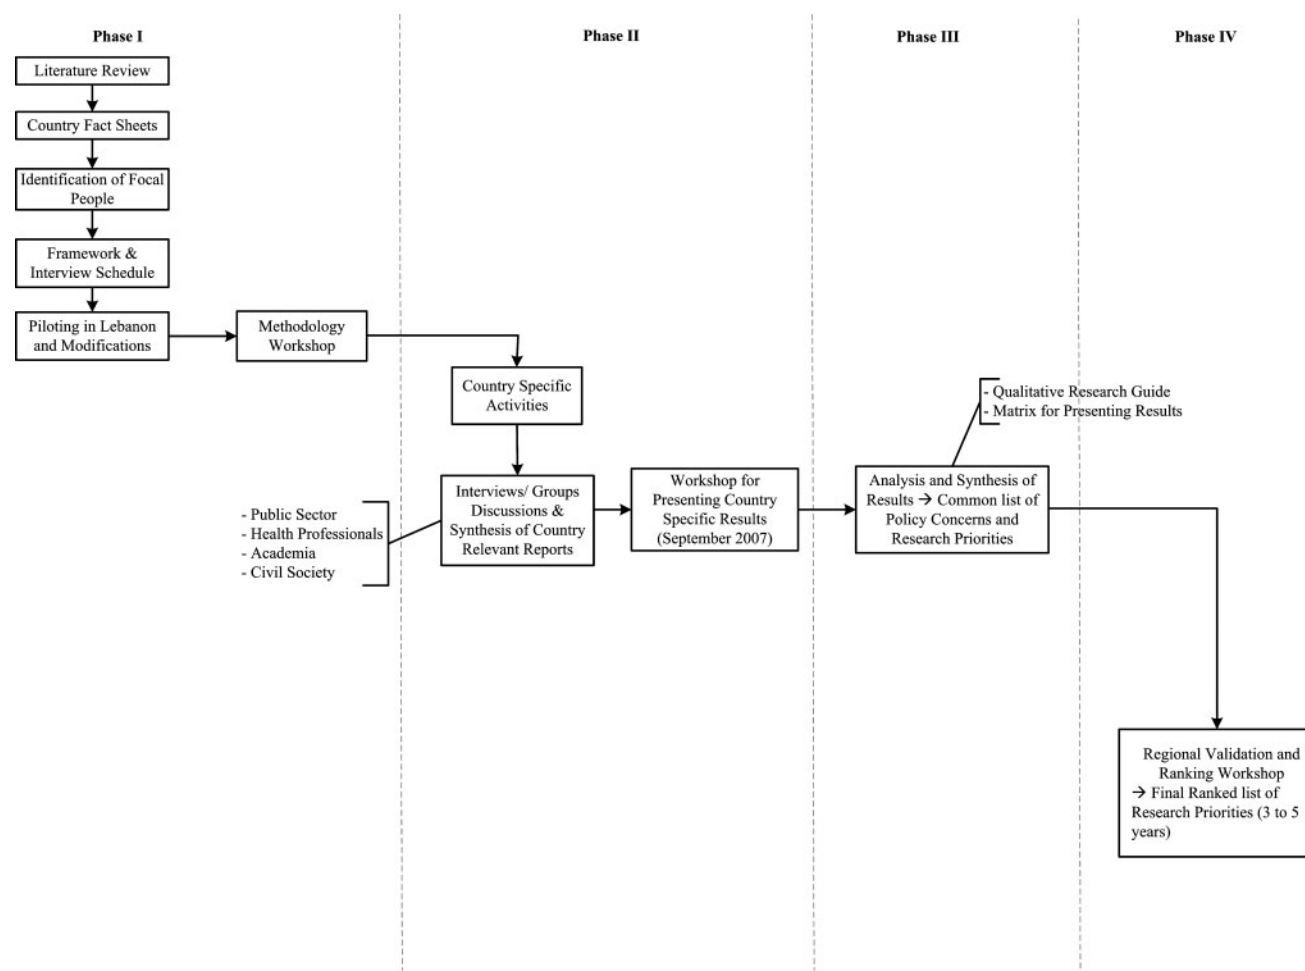 Phase I
Phase II
Phase III
Phase IV
Literature Review
Country Fact Sheets
Identification of Focal
People
Framework &
Interview Schedule
Piloting in Lebanon
and Modifications
Methodology
Workshop
Country Specific
Activities
- Public Sector
- Health Professionals
- Academia
- Civil Society
Interviews/ Groups
Discussions &
Synthesis of Country
Relevant Reports
Workshop for
Presenting Country
Specific Results
(September 2007)
- Qualitative Research Guide
- Matrix for Presenting Results
Analysis and Synthesis of
Results → Common list of
Policy Concerns and
Research Priorities
Regional Validation and
Ranking Workshop
→ Final Ranked list of
Research Priorities (3 to 5
years)